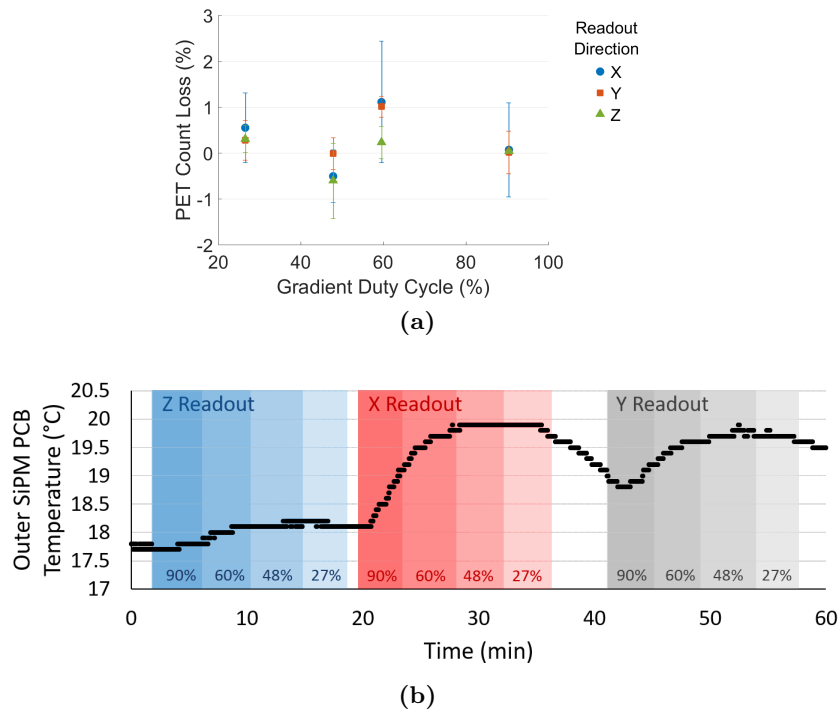 3
2
1
0
-1
-2
PET Count Loss (%)
20
40
60
80
100
Gradient Duty Cycle (%)
Readout
Direction
X
Y
Z
(a)
20.5
20
19.5
19
18.5
18
17.5
17
Outer SiPM PCB
Temperature (°C)
Z Readout
X Readout
Y Readout
90% 60% 48% 27%
90% 60% 48% 27%
90% 60% 48% 27%
0 10 20 30 40 50 60
Time (min)
(b)